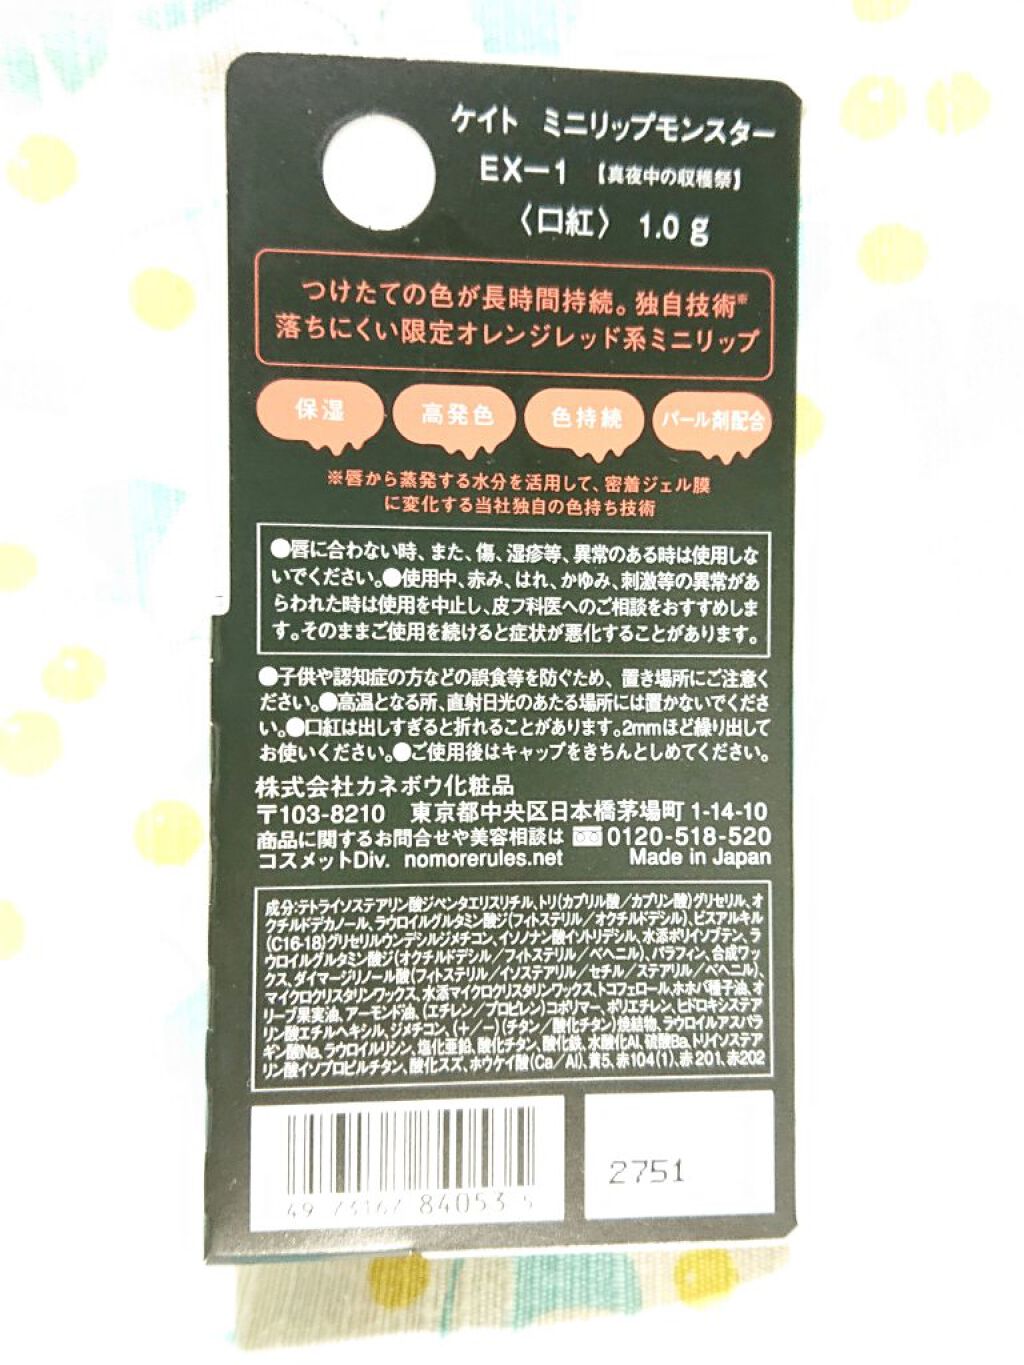 ケイト ミニリップモンスター
EX−1 【真夜中の収穫祭】
〈口紅〉 1.0 g
つけたての色が長時間持続。独自技術※
落ちにくい限定オレンジレッド系ミニリップ
保湿 高発色 色持続 パール剤配合
※唇から蒸発する水分を活用して、密着ジェル膜
に変化する当社独自の色持ち技術
●唇に合わない時、また、傷、湿疹等、異常のある時は使用しな
いでください。●使用中、赤み、はれ、かゆみ、刺激等の異常があ
らわれた時は使用を中止し、皮フ科医へのご相談をおすすめしま
す。そのままご使用を続けると症状が悪化することがあります。
●子供や認知症の方などの誤食等を防ぐため、置き場所にご注意く
ださい。●高温となる所、直射日光のあたる場所には置かないでくださ
い。●口紅は出しすぎると折れることがあります。2mmほど繰り出して
お使いください。●ご使用後はキャップをきちんとしめてください。
株式会社カネボウ化粧品
〒103-8210 東京都中央区日本橋茅場町 1-14-10
商品に関するお問合せや美容相談は 0120-518-520
コスメットDiv. nomorerules.net Made in Japan
成分:テトライソステアリン酸ジペンタエリスリチル、トリ(カプリル酸/カプリン酸)グリセリル、オ
クチルドデカノール、ラウロイルグルタミン酸ジ(フィトステリル/オクチルドデシル)、ビスアルキル
(C16-18)グリセリルウンデシルジメチコン、イソノナン酸イソトリデシル、水添ポリイソブテン、ラ
ウロイルグルタミン酸ジ(オクチルドデシル/フィトステリル/ベヘニル)、パラフィン、合成ワッ
クス、ダイマージリノール酸(フィトステリル/イソステアリル/セチル/ステアリル/ベヘニル)、
マイクロクリスタリンワックス、水添マイクロクリスタリンワックス、トコフェロール、ホホバ種子油、オ
リーブ果実油、アーモンド油、(エチレン/プロピレン)コポリマー、ポリエチレン、ヒドロキシステア
リン酸エチルヘキシル、ジメチコン、(+/−)(チタン/酸化チタン)焼結物、ラウロイルアスパラ
ギン酸Na、ラウロイルリシン、塩化亜鉛、酸化チタン、酸化鉄、水酸化Al、硫酸Ba、トリイソステア
リン酸イソプロピルチタン、酸化スズ、ホウケイ酸(Ca/Al)、黄5、赤104(1)、赤201、赤202
2751
49 73167 84053 5